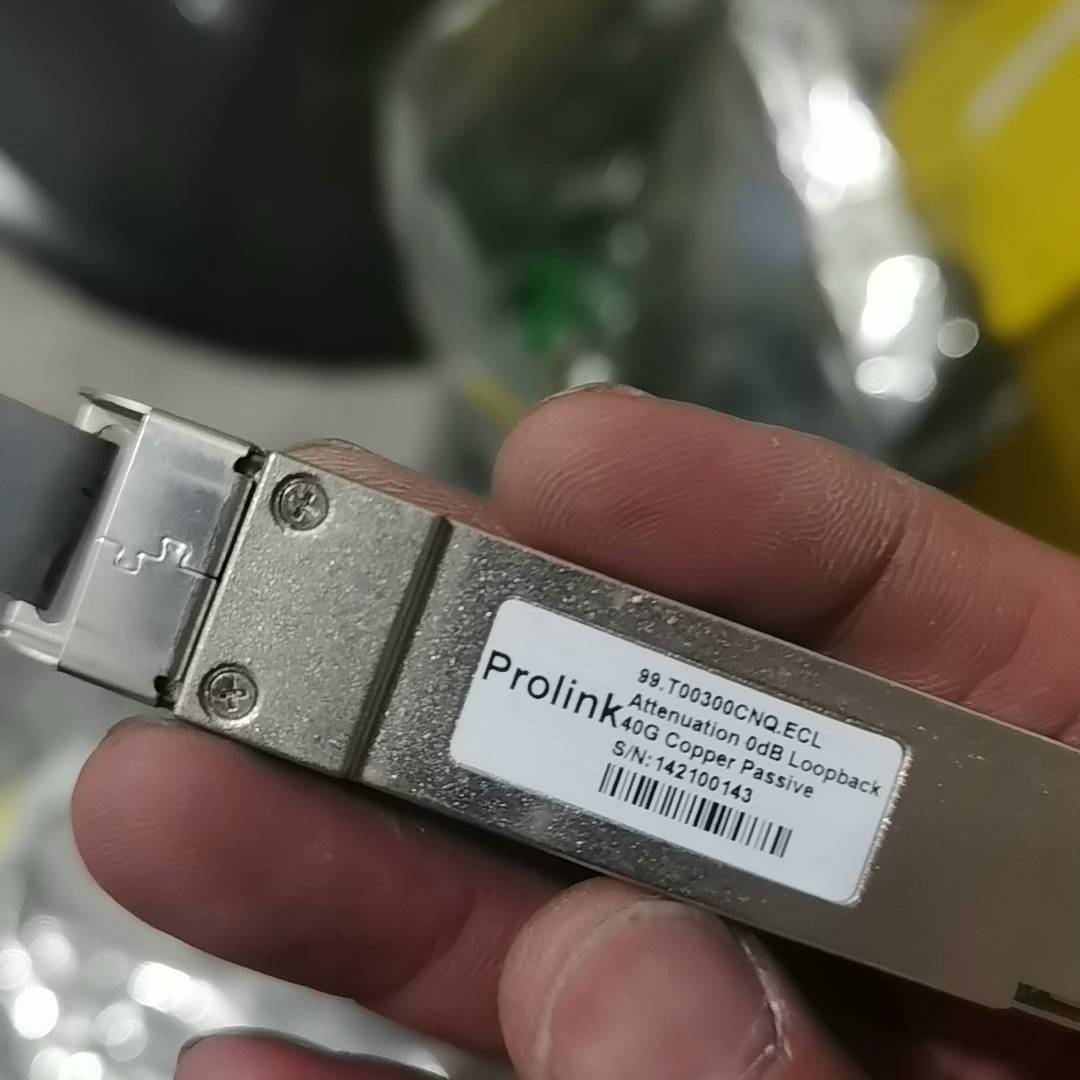 Prolink
99.T00300CNQ.ECL
Attenuation 0dB Loopback
40G Copper Passive
S/N:142100143